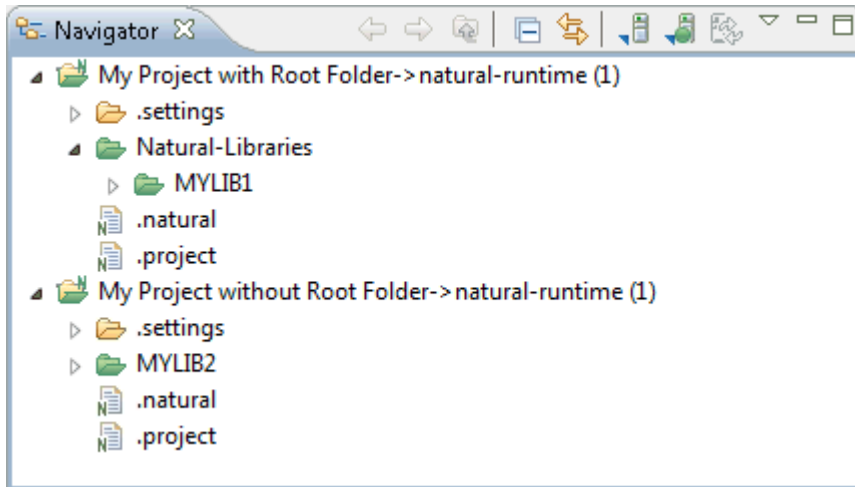 Navigator
My Project with Root Folder->natural-runtime (1)
.settings
Natural-Libraries
MYLIB1
.natural
.project
My Project without Root Folder->natural-runtime (1)
.settings
MYLIB2
.natural
.project